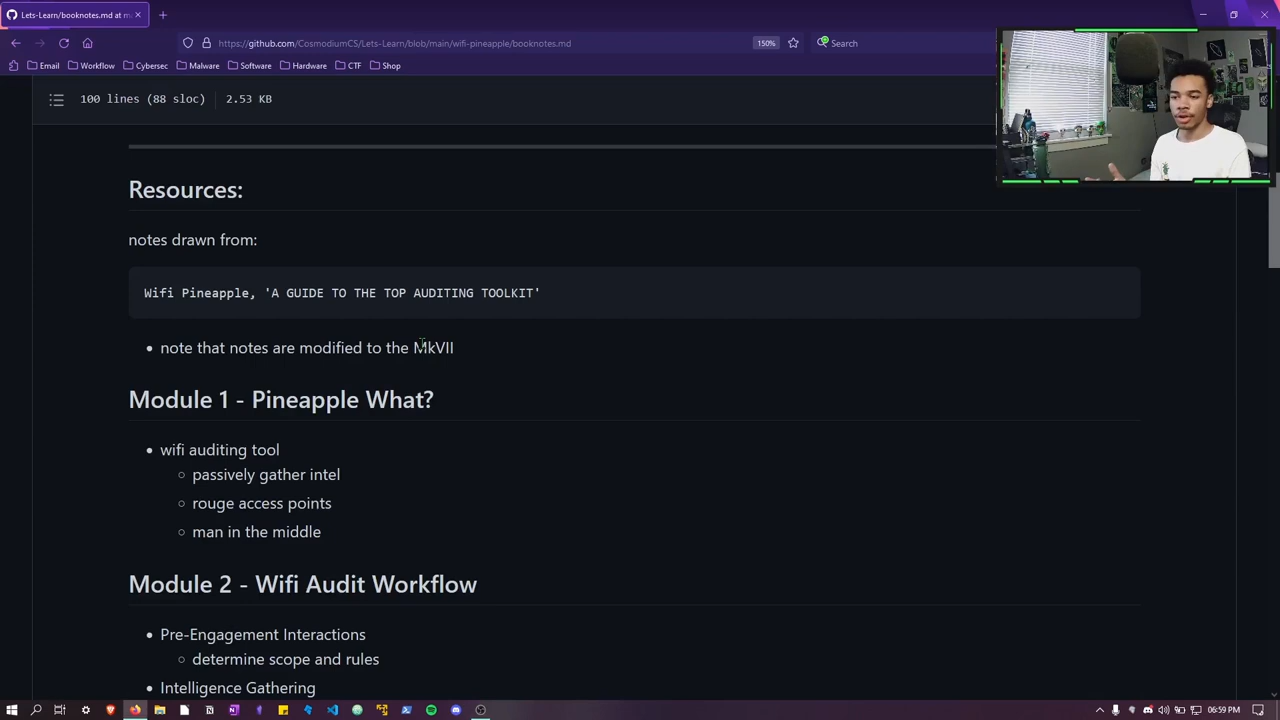 Lets-Learn/booknotes.md at m
https://github.com/CoSmodiumCS/Lets-Learn/blob/main/wifi-pineapple/booknotes.md
150%
Search
Email
Workflow
Cybersec
Malware
Software
Hardware
CTF
Shop
100 lines (88 sloc)
2.53 KB
Resources:
notes drawn from:
Wifi Pineapple, 'A GUIDE TO THE TOP AUDITING TOOLKIT'
note that notes are modified to the MkVII
Module 1 - Pineapple What?
wifi auditing tool
passively gather intel
rouge access points
man in the middle
Module 2 - Wifi Audit Workflow
Pre-Engagement Interactions
determine scope and rules
Intelligence Gathering
06:59 PM